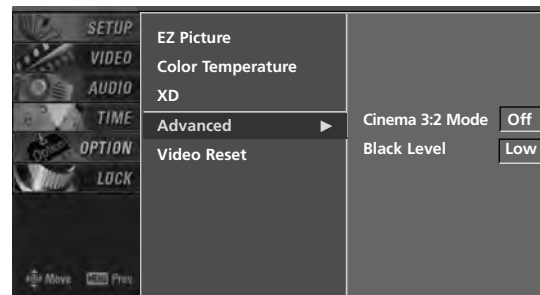 SETUP
VIDEO
AUDIO
TIME
OPTION
LOCK
Move MENU Prev.
EZ Picture
Color Temperature
XD
Advanced ▶
Video Reset
Cinema 3:2 Mode Off
Black Level Low